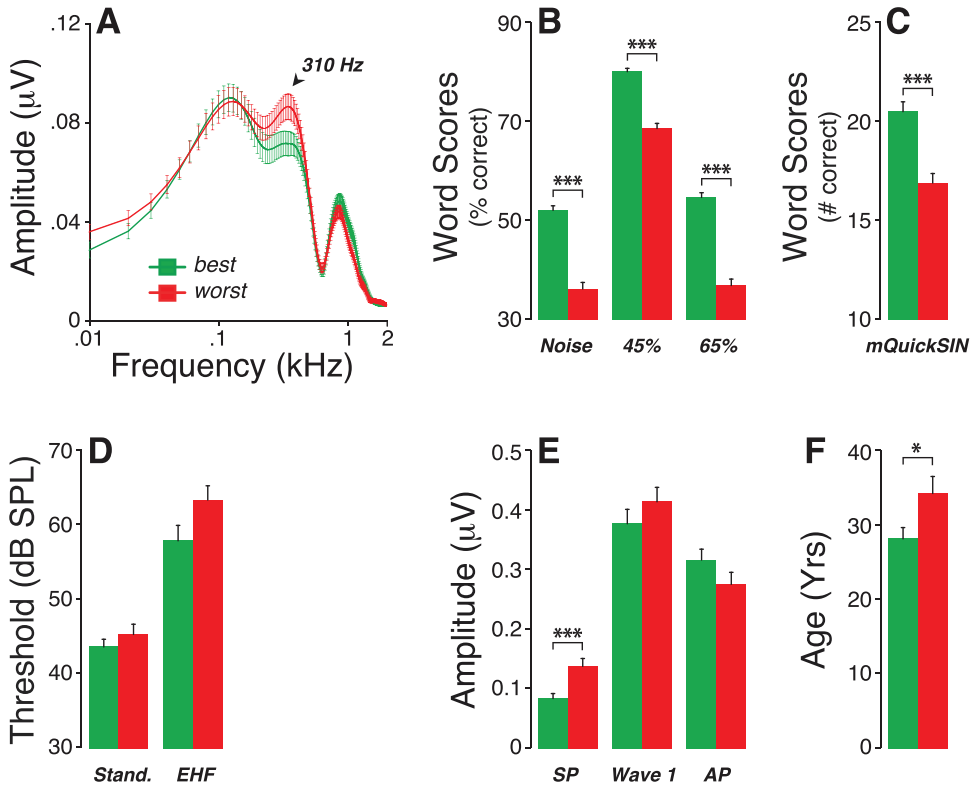 A
.12
.08
.04
0
Amplitude (μV)
310 Hz
best
worst
.01
.1
1
2
Frequency (kHz)
B
90
70
50
30
Word Scores
(% correct)
***
***
***
Noise
45%
65%
C
25
20
15
10
Word Scores
(# correct)
***
mQuickSIN
D
70
60
50
40
30
Threshold (dB SPL)
Stand.
EHF
E
0.5
0.4
0.3
0.2
0.1
0
Amplitude (μV)
***
SP
Wave 1
AP
F
40
30
20
10
0
Age (Yrs)
*